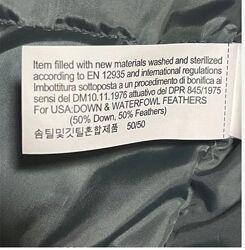 Item filled with new materials washed and sterilized
according to EN 12935 and international regulations
Imbottitura sottoposta a un procedimento di bonifica ai
sensi del DM10.11.1976 attuativo del DPR 845/1975
For USA:DOWN & WATERFOWL FEATHERS
(50% Down, 50% Feathers)
솜털및깃털혼합제품 50/50